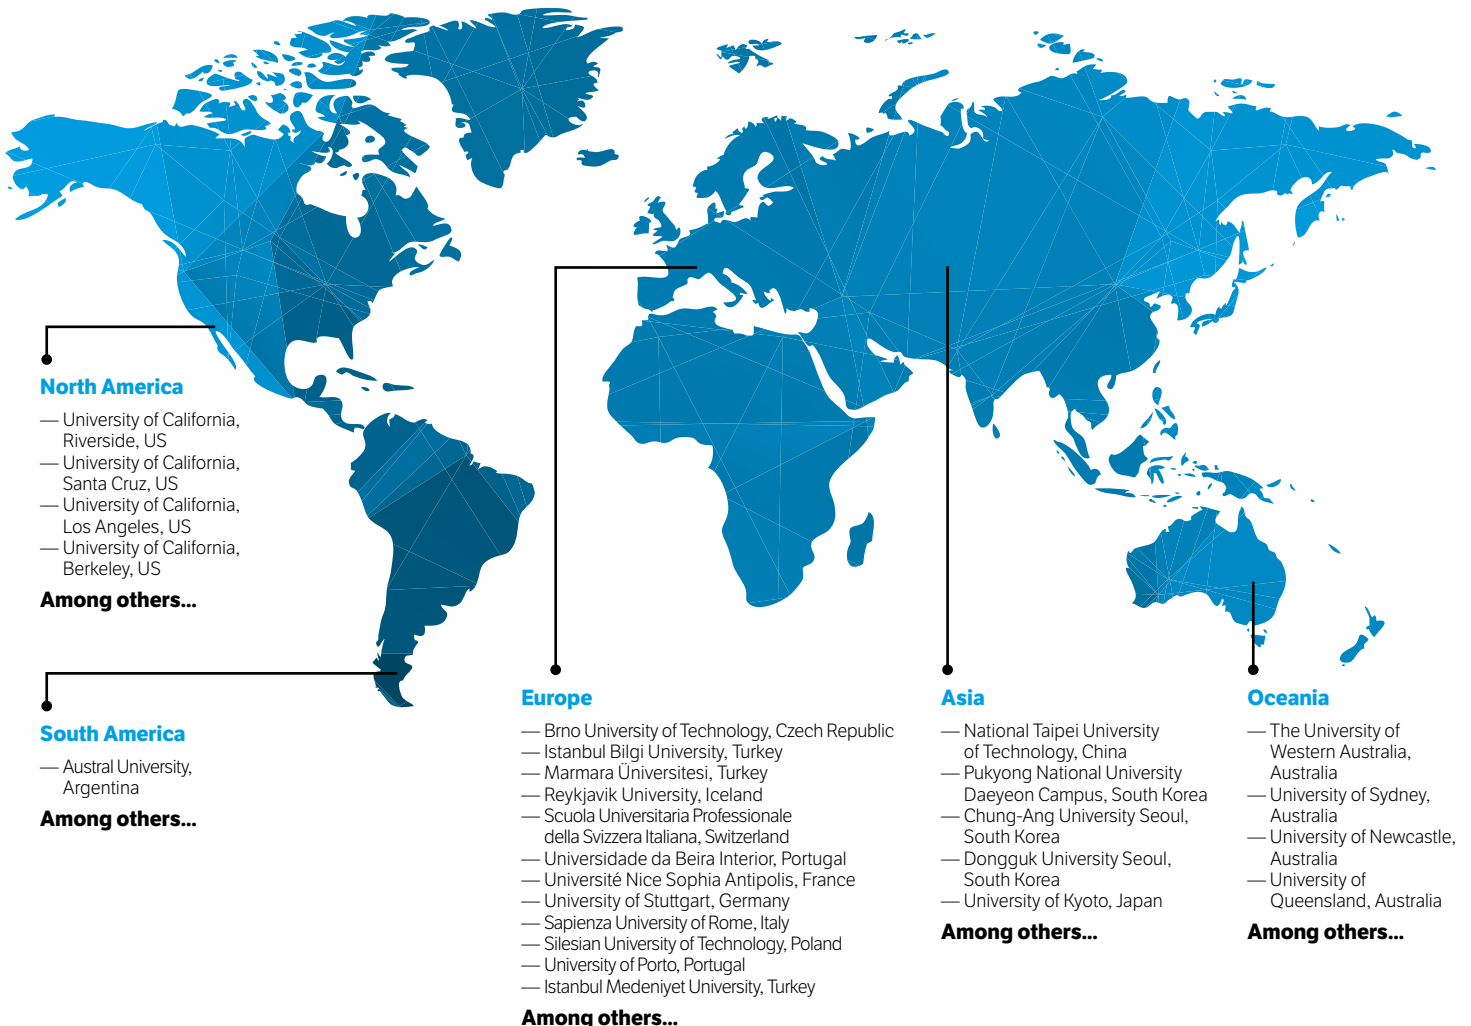 North America
— University of California,
Riverside, US
— University of California,
Santa Cruz, US
— University of California,
Los Angeles, US
— University of California,
Berkeley, US
Among others...
South America
— Austral University,
Argentina
Among others...
Europe
— Brno University of Technology, Czech Republic
— Istanbul Bilgi University, Turkey
— Marmara Üniversitesi, Turkey
— Reykjavik University, Iceland
— Scuola Universitaria Professionale
della Svizzera Italiana, Switzerland
— Universidade da Beira Interior, Portugal
— Université Nice Sophia Antipolis, France
— University of Stuttgart, Germany
— Sapienza University of Rome, Italy
— Silesian University of Technology, Poland
— University of Porto, Portugal
— Istanbul Medeniyet University, Turkey
Among others...
Asia
— National Taipei University
of Technology, China
— Pukyong National University
Daeyeon Campus, South Korea
— Chung-Ang University Seoul,
South Korea
— Dongguk University Seoul,
South Korea
— University of Kyoto, Japan
Among others...
Oceania
— The University of
Western Australia,
Australia
— University of Sydney,
Australia
— University of Newcastle,
Australia
— University of
Queensland, Australia
Among others...